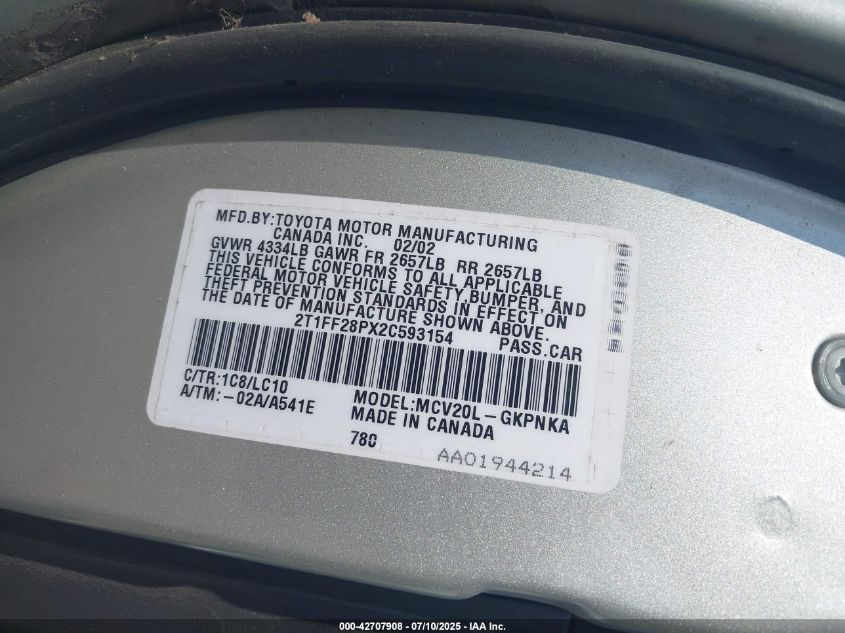 MFD.BY:TOYOTA MOTOR MANUFACTURING
CANADA INC. 02/02
GVWR 4334LB GAWR FR 2657LB RR 2657LB
THIS VEHICLE CONFORMS TO ALL APPLICABLE
FEDERAL MOTOR VEHICLE SAFETY,BUMPER, AND
THEFT PREVENTION STANDARDS IN EFFECT ON
THE DATE OF MANUFACTURE SHOWN ABOVE.
2T1FF28PX2C593154 PASS.CAR
C/TR:1C8/LC10
A/TM:-02A/A541E
MODEL:MCV20L-GKPNKA
MADE IN CANADA
780
AA01944214
000-42707908 - 07/10/2025 - IAA Inc.